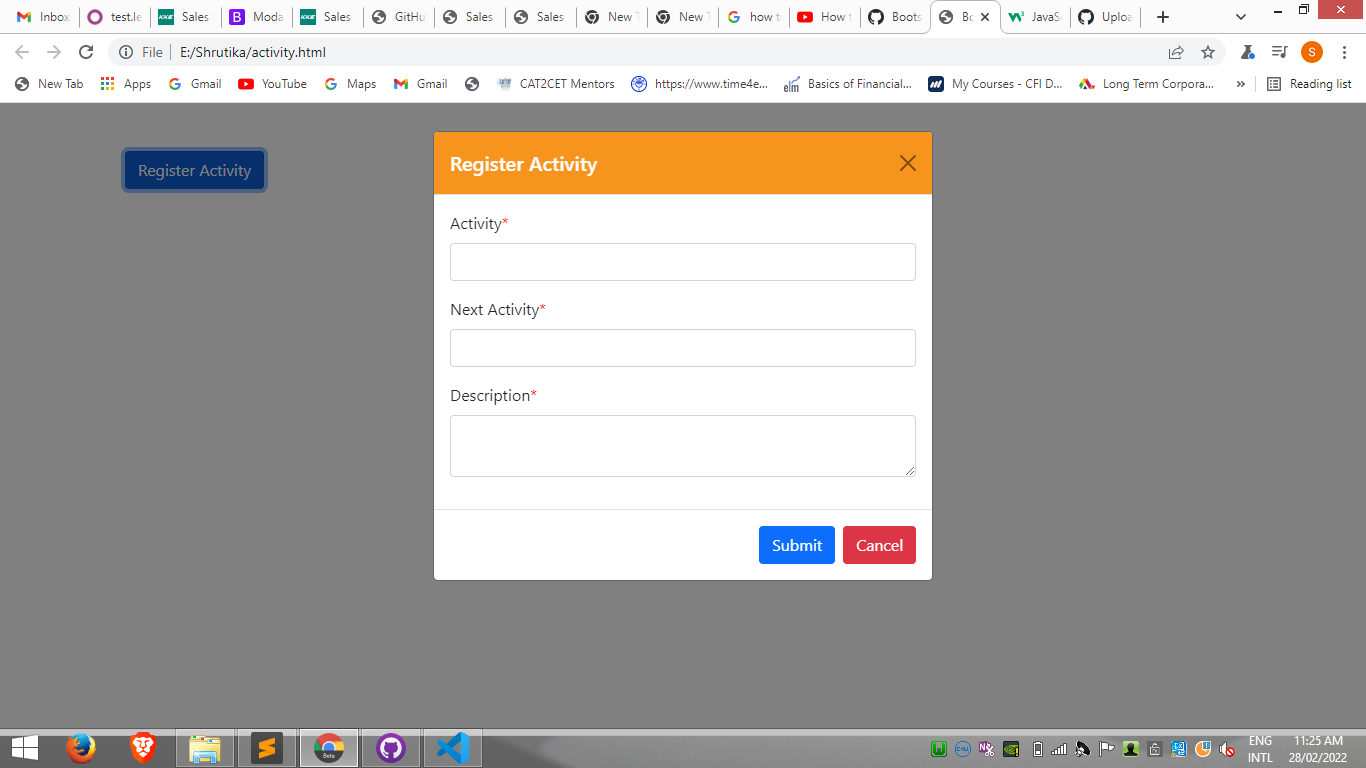 Inbox
test.le
KKE Sales
B Moda
KKE Sales
GitHu
Sales
Sales
New T
New T
how t
How t
Boots
Bo
JavaS
Uploa
File E:/Shrutika/activity.html
S
New Tab
Apps
Gmail
YouTube
Maps
Gmail
CAT2CET Mentors
https://www.time4e...
Basics of Financial...
My Courses - CFI D...
Long Term Corpora...
»
Reading list
Register Activity
Register Activity
Activity*
Next Activity*
Description*
Submit
Cancel
Beta
ENG
INTL
11:25 AM
28/02/2022